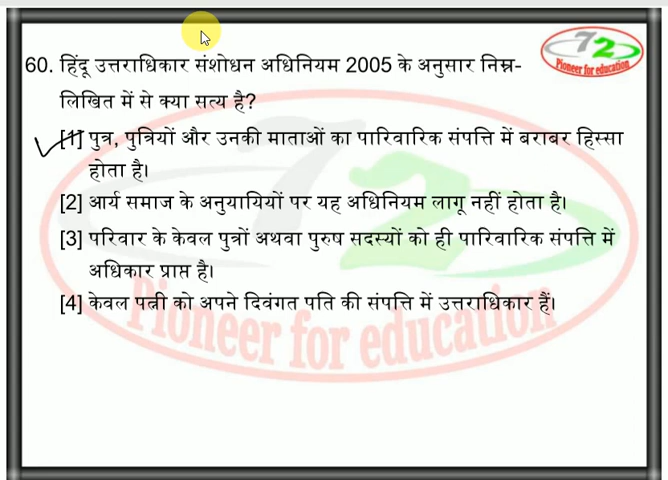 72
Pioneer for education
60. हिंदू उत्तराधिकार संशोधन अधिनियम 2005 के अनुसार निम्न-
लिखित में से क्या सत्य है?
[1] पुत्र, पुत्रियों और उनकी माताओं का पारिवारिक संपत्ति में बराबर हिस्सा
होता है।
[2] आर्य समाज के अनुयायियों पर यह अधिनियम लागू नहीं होता है।
[3] परिवार के केवल पुत्रों अथवा पुरुष सदस्यों को ही पारिवारिक संपत्ति में
अधिकार प्राप्त है।
[4] केवल पत्नी को अपने दिवंगत पति की संपत्ति में उत्तराधिकार हैं।
72
Pioneer for education